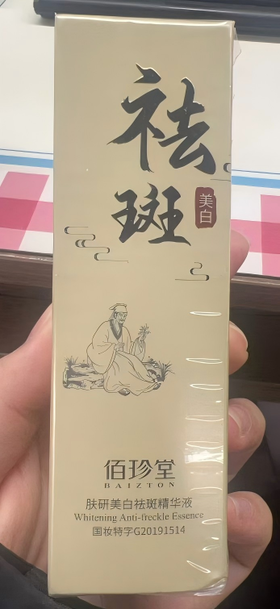 祛
斑
美白
佰珍堂
BAIZTON
肤研美白祛斑精华液
Whitening Anti-freckle Essence
国妆特字G20191514